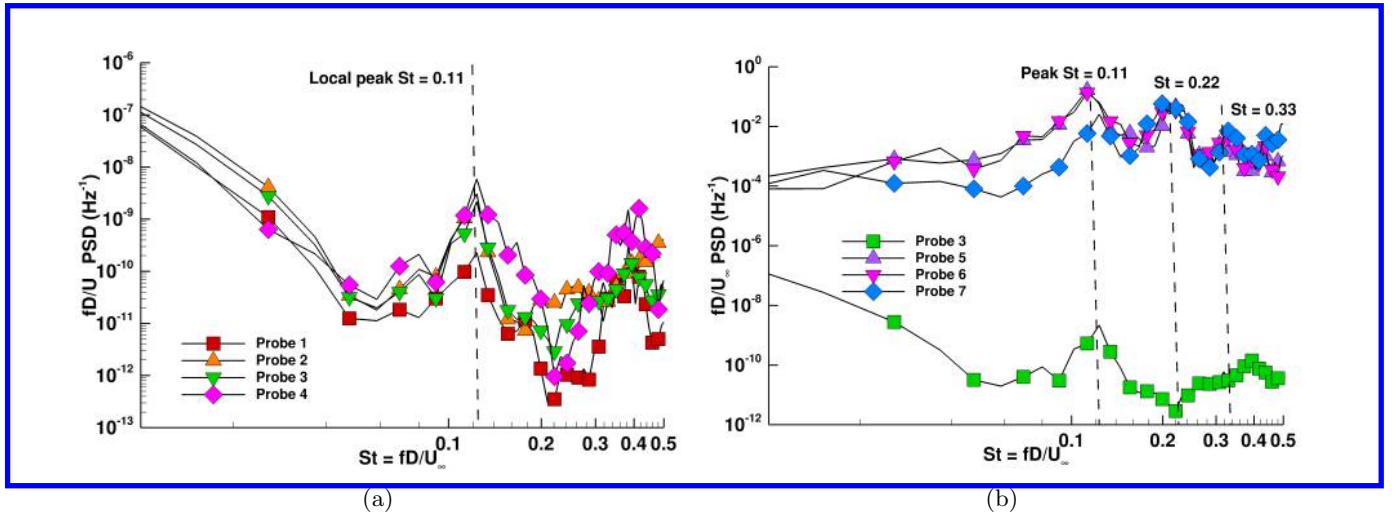 10⁻⁶
10⁻⁷
10⁻⁸
10⁻⁹
10⁻¹⁰
10⁻¹¹
10⁻¹²
10⁻¹³
fD/U PSD (Hz⁻¹)
Local peak St = 0.11
Probe 1
Probe 2
Probe 3
Probe 4
0.1 0.2 0.3 0.4 0.5
St = fD/U∞
(a)
10⁰
10⁻²
10⁻⁴
10⁻⁶
10⁻⁸
10⁻¹⁰
10⁻¹²
fD/U∞ PSD (Hz⁻¹)
Peak St = 0.11
St = 0.22
St = 0.33
Probe 3
Probe 5
Probe 6
Probe 7
0.1 0.2 0.3 0.4 0.5
St = fD/U∞
(b)